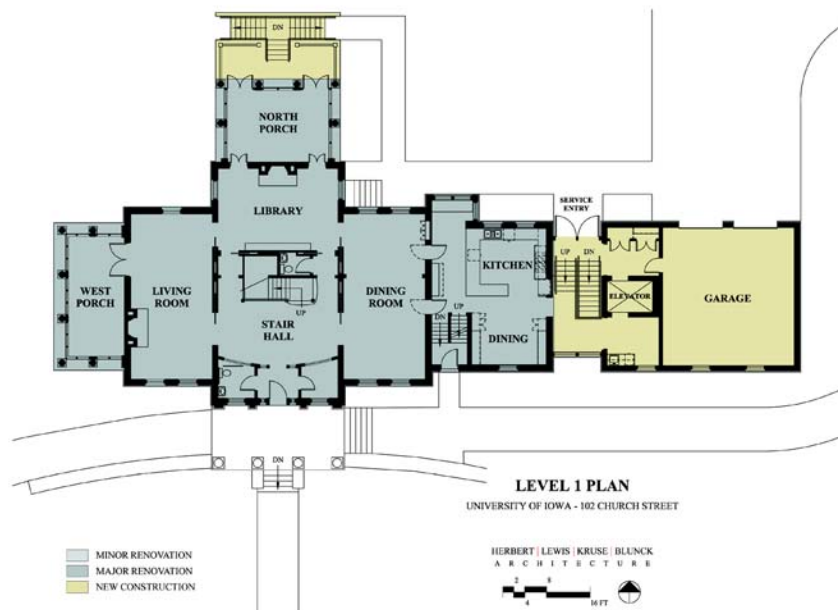 DN
NORTH
PORCH
LIBRARY
SERVICE
ENTRY
UP
DN
KITCHEN
WEST
PORCH
LIVING
ROOM
DINING
ROOM
ELEVATOR
GARAGE
UP
UP
DN
STAIR
HALL
DINING
DN
LEVEL 1 PLAN
UNIVERSITY OF IOWA - 102 CHURCH STREET
MINOR RENOVATION
MAJOR RENOVATION
NEW CONSTRUCTION
HERBERT | LEWIS | KRUSE | BLUNCK
ARCHITECTURE
2 8
4 16 FT